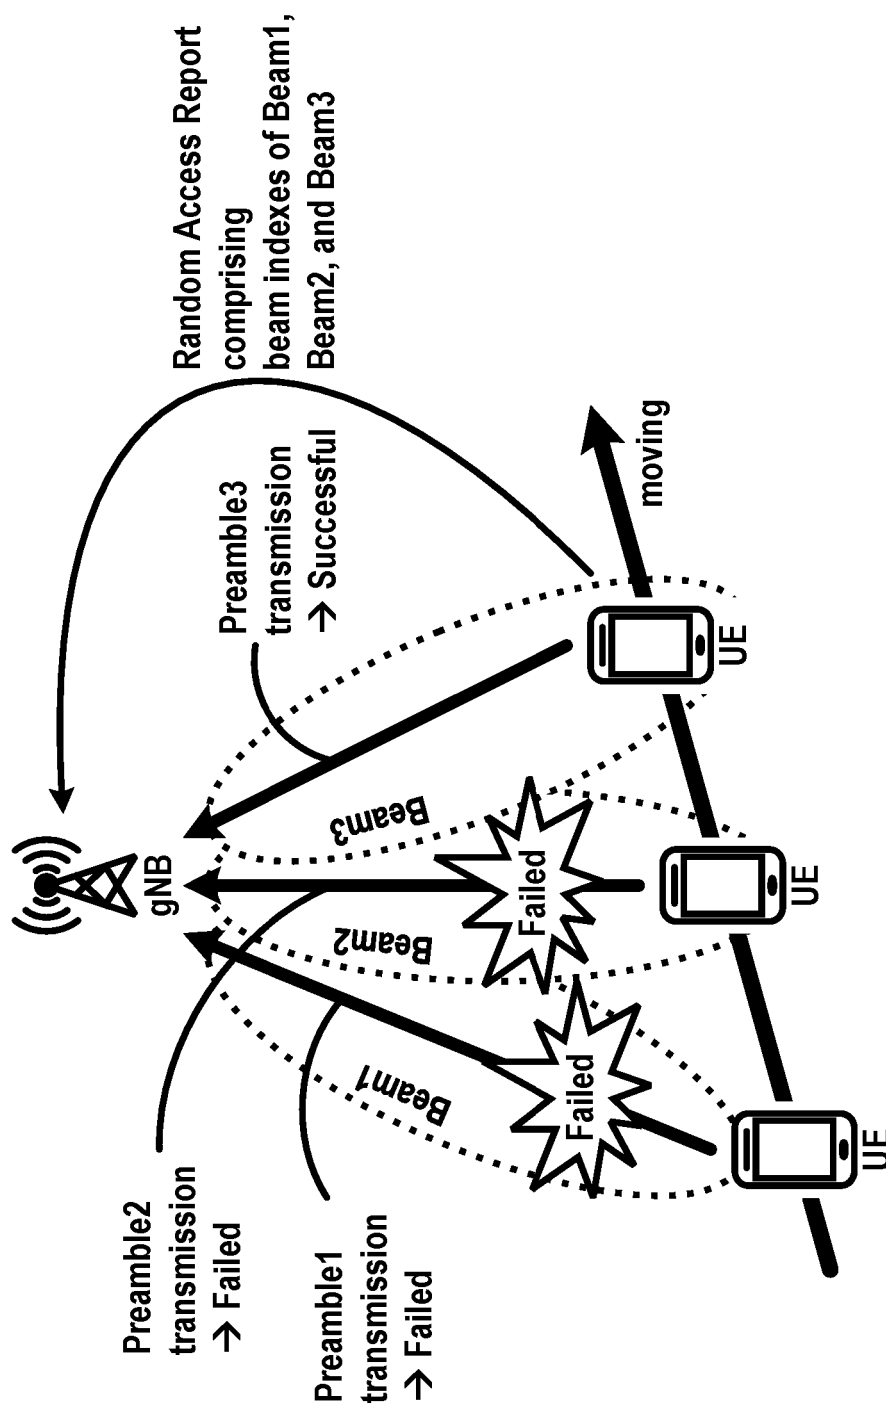 Random Access Report
comprising
beam indexes of Beam1,
Beam2, and Beam3
Preamble3
transmission
→ Successful
moving
gNB
Beam3
Beam2
Beam1
Failed
Failed
UE
UE
UE
Preamble2
transmission
→ Failed
Preamble1
transmission
→ Failed